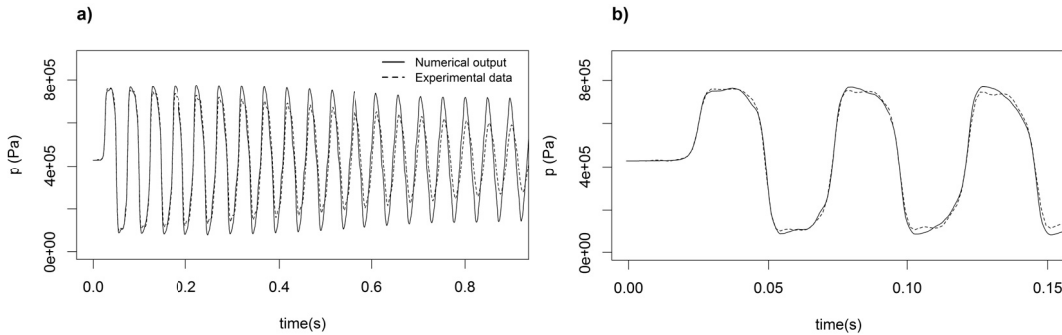 a)
Numerical output
Experimental data
p (Pa)
8e+05
4e+05
0e+00
0.0 0.2 0.4 0.6 0.8
time(s)
b)
p (Pa)
8e+05
4e+05
0e+00
0.00 0.05 0.10 0.15
time(s)